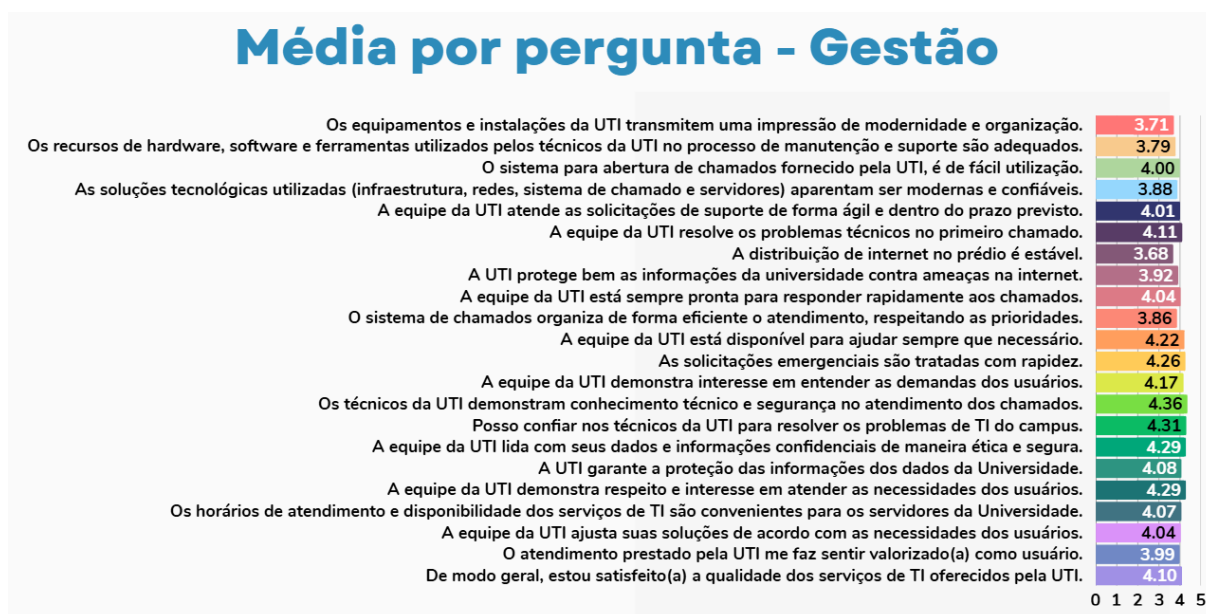 Média por pergunta - Gestão
Os equipamentos e instalações da UTI transmitem uma impressão de modernidade e organização. 3.71
Os recursos de hardware, software e ferramentas utilizados pelos técnicos da UTI no processo de manutenção e suporte são adequados. 3.79
O sistema para abertura de chamados fornecido pela UTI, é de fácil utilização. 4.00
As soluções tecnológicas utilizadas (infraestrutura, redes, sistema de chamado e servidores) aparentam ser modernas e confiáveis. 3.88
A equipe da UTI atende as solicitações de suporte de forma ágil e dentro do prazo previsto. 4.01
A equipe da UTI resolve os problemas técnicos no primeiro chamado. 4.11
A distribuição de internet no prédio é estável. 3.68
A UTI protege bem as informações da universidade contra ameaças na internet. 3.92
A equipe da UTI está sempre pronta para responder rapidamente aos chamados. 4.04
O sistema de chamados organiza de forma eficiente o atendimento, respeitando as prioridades. 3.86
A equipe da UTI está disponível para ajudar sempre que necessário. 4.22
As solicitações emergenciais são tratadas com rapidez. 4.26
A equipe da UTI demonstra interesse em entender as demandas dos usuários. 4.17
Os técnicos da UTI demonstram conhecimento técnico e segurança no atendimento dos chamados. 4.36
Posso confiar nos técnicos da UTI para resolver os problemas de TI do campus. 4.31
A equipe da UTI lida com seus dados e informações confidenciais de maneira ética e segura. 4.29
A UTI garante a proteção das informações dos dados da Universidade. 4.08
A equipe da UTI demonstra respeito e interesse em atender as necessidades dos usuários. 4.29
Os horários de atendimento e disponibilidade dos serviços de TI são convenientes para os servidores da Universidade. 4.07
A equipe da UTI ajusta suas soluções de acordo com as necessidades dos usuários. 4.04
O atendimento prestado pela UTI me faz sentir valorizado(a) como usuário. 3.99
De modo geral, estou satisfeito(a) a qualidade dos serviços de TI oferecidos pela UTI. 4.10
0 1 2 3 4 5